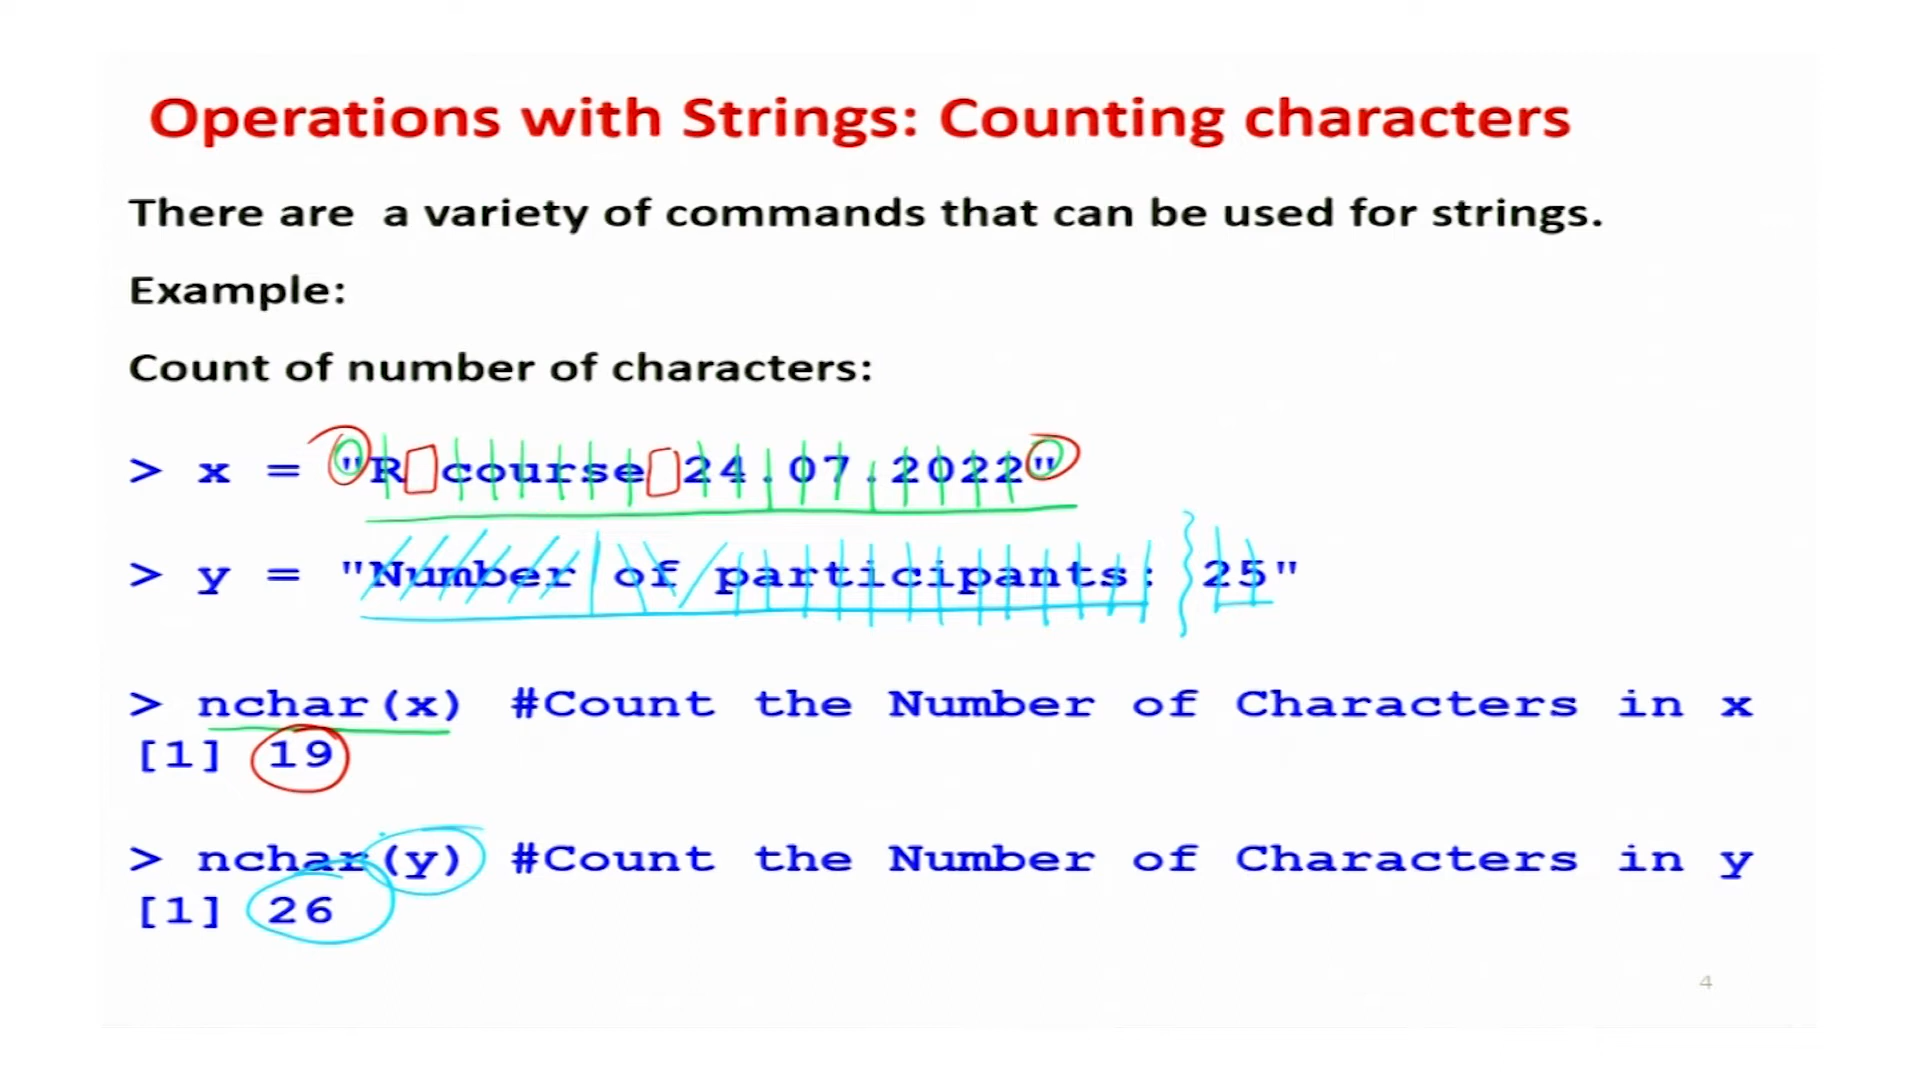 Operations with Strings: Counting characters
There are a variety of commands that can be used for strings.
Example:
Count of number of characters:
> x = "R course 24.07.2022"
> y = "Number of participants: 25"
> nchar(x) #Count the Number of Characters in x
[1] 19
> nchar(y) #Count the Number of Characters in y
[1] 26
4